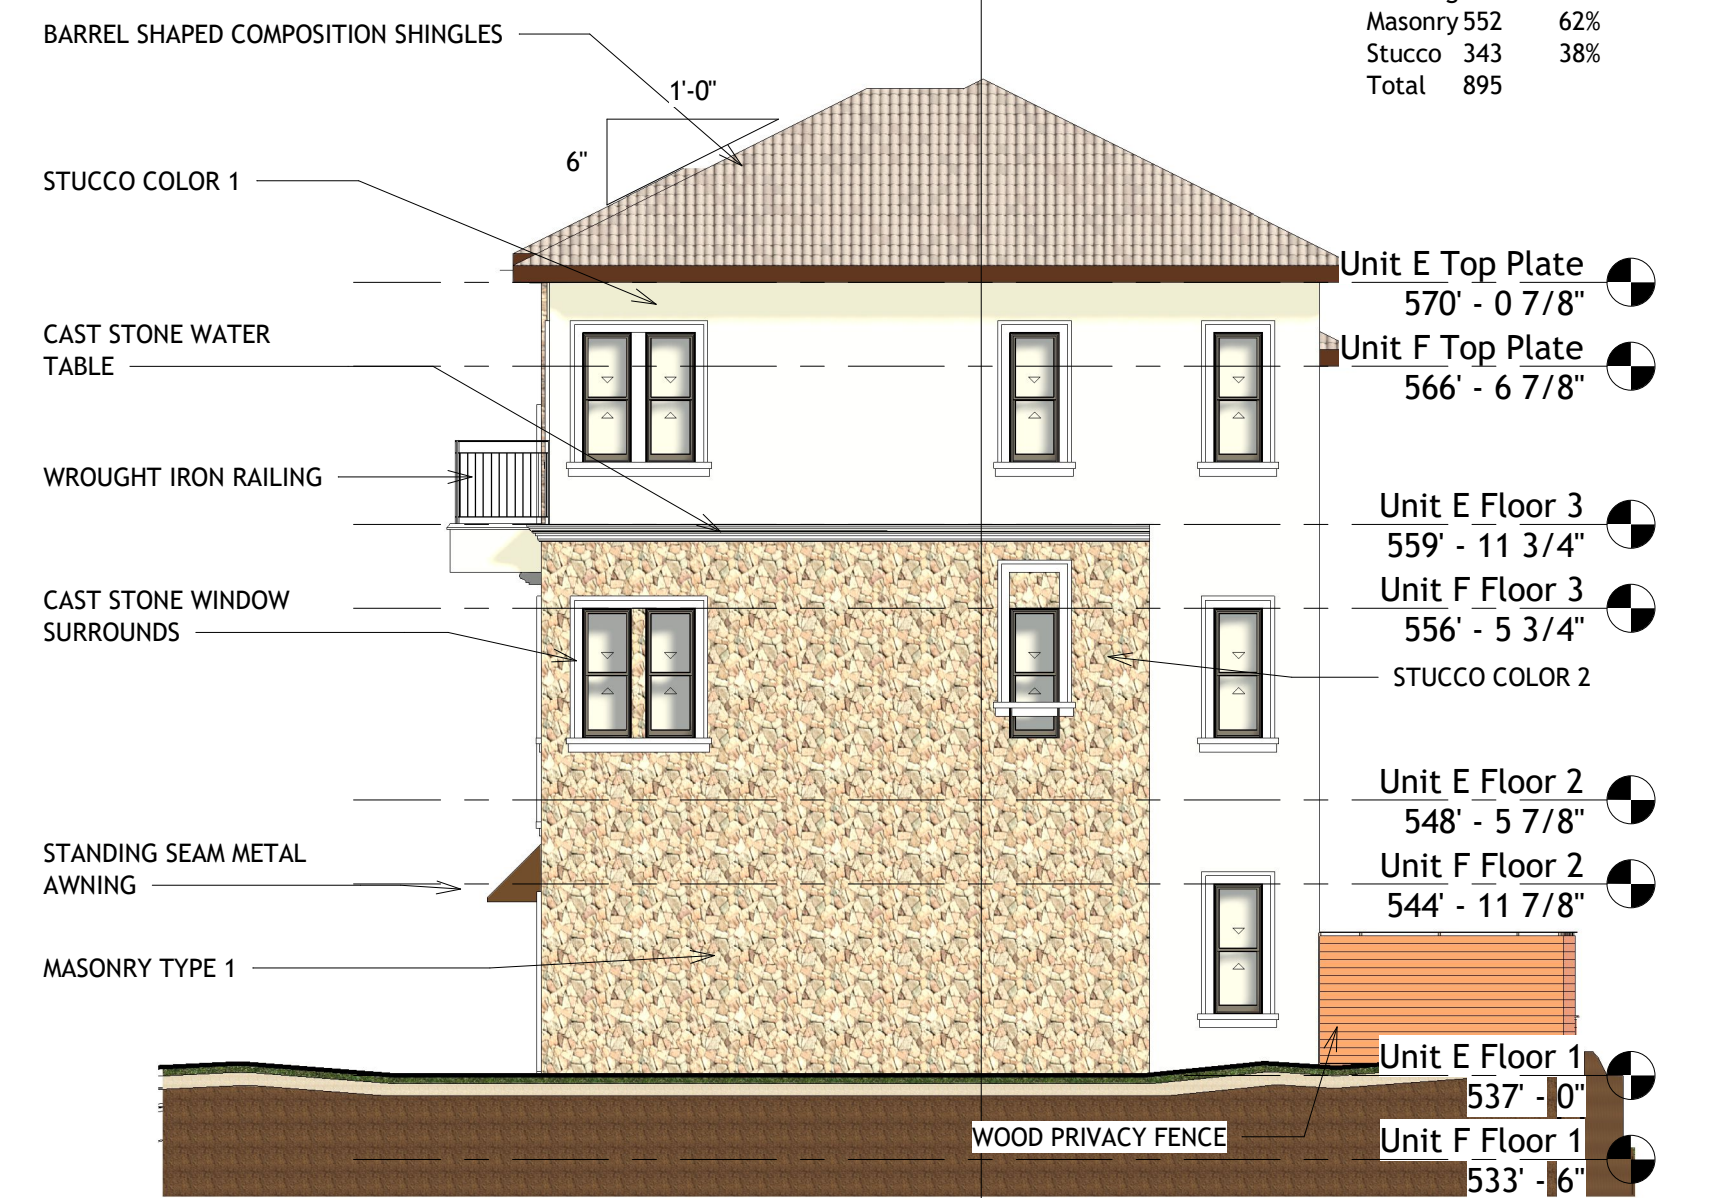 Masonry 552 62%
Stucco 343 38%
Total 895
BARREL SHAPED COMPOSITION SHINGLES
1'-0"
6"
STUCCO COLOR 1
Unit E Top Plate
570' - 0 7/8"
CAST STONE WATER
TABLE
Unit F Top Plate
566' - 6 7/8"
WROUGHT IRON RAILING
Unit E Floor 3
559' - 11 3/4"
CAST STONE WINDOW
SURROUNDS
Unit F Floor 3
556' - 5 3/4"
STUCCO COLOR 2
Unit E Floor 2
548' - 5 7/8"
STANDING SEAM METAL
AWNING
Unit F Floor 2
544' - 11 7/8"
MASONRY TYPE 1
Unit E Floor 1
537' - 0"
WOOD PRIVACY FENCE
Unit F Floor 1
533' - 6"